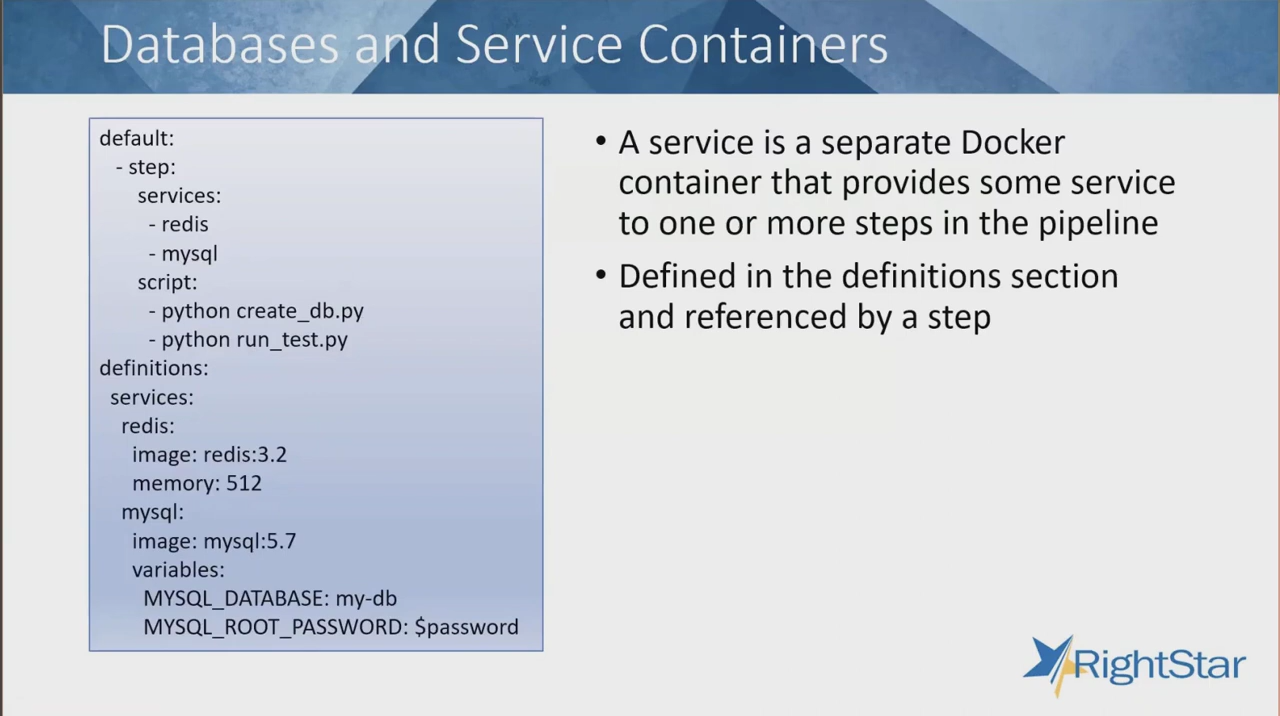 Databases and Service Containers
default:
- step:
services:
- redis
- mysql
script:
- python create_db.py
- python run_test.py
definitions:
services:
redis:
image: redis:3.2
memory: 512
mysql:
image: mysql:5.7
variables:
MYSQL_DATABASE: my-db
MYSQL_ROOT_PASSWORD: $password
• A service is a separate Docker
container that provides some service
to one or more steps in the pipeline
• Defined in the definitions section
and referenced by a step
RightStar